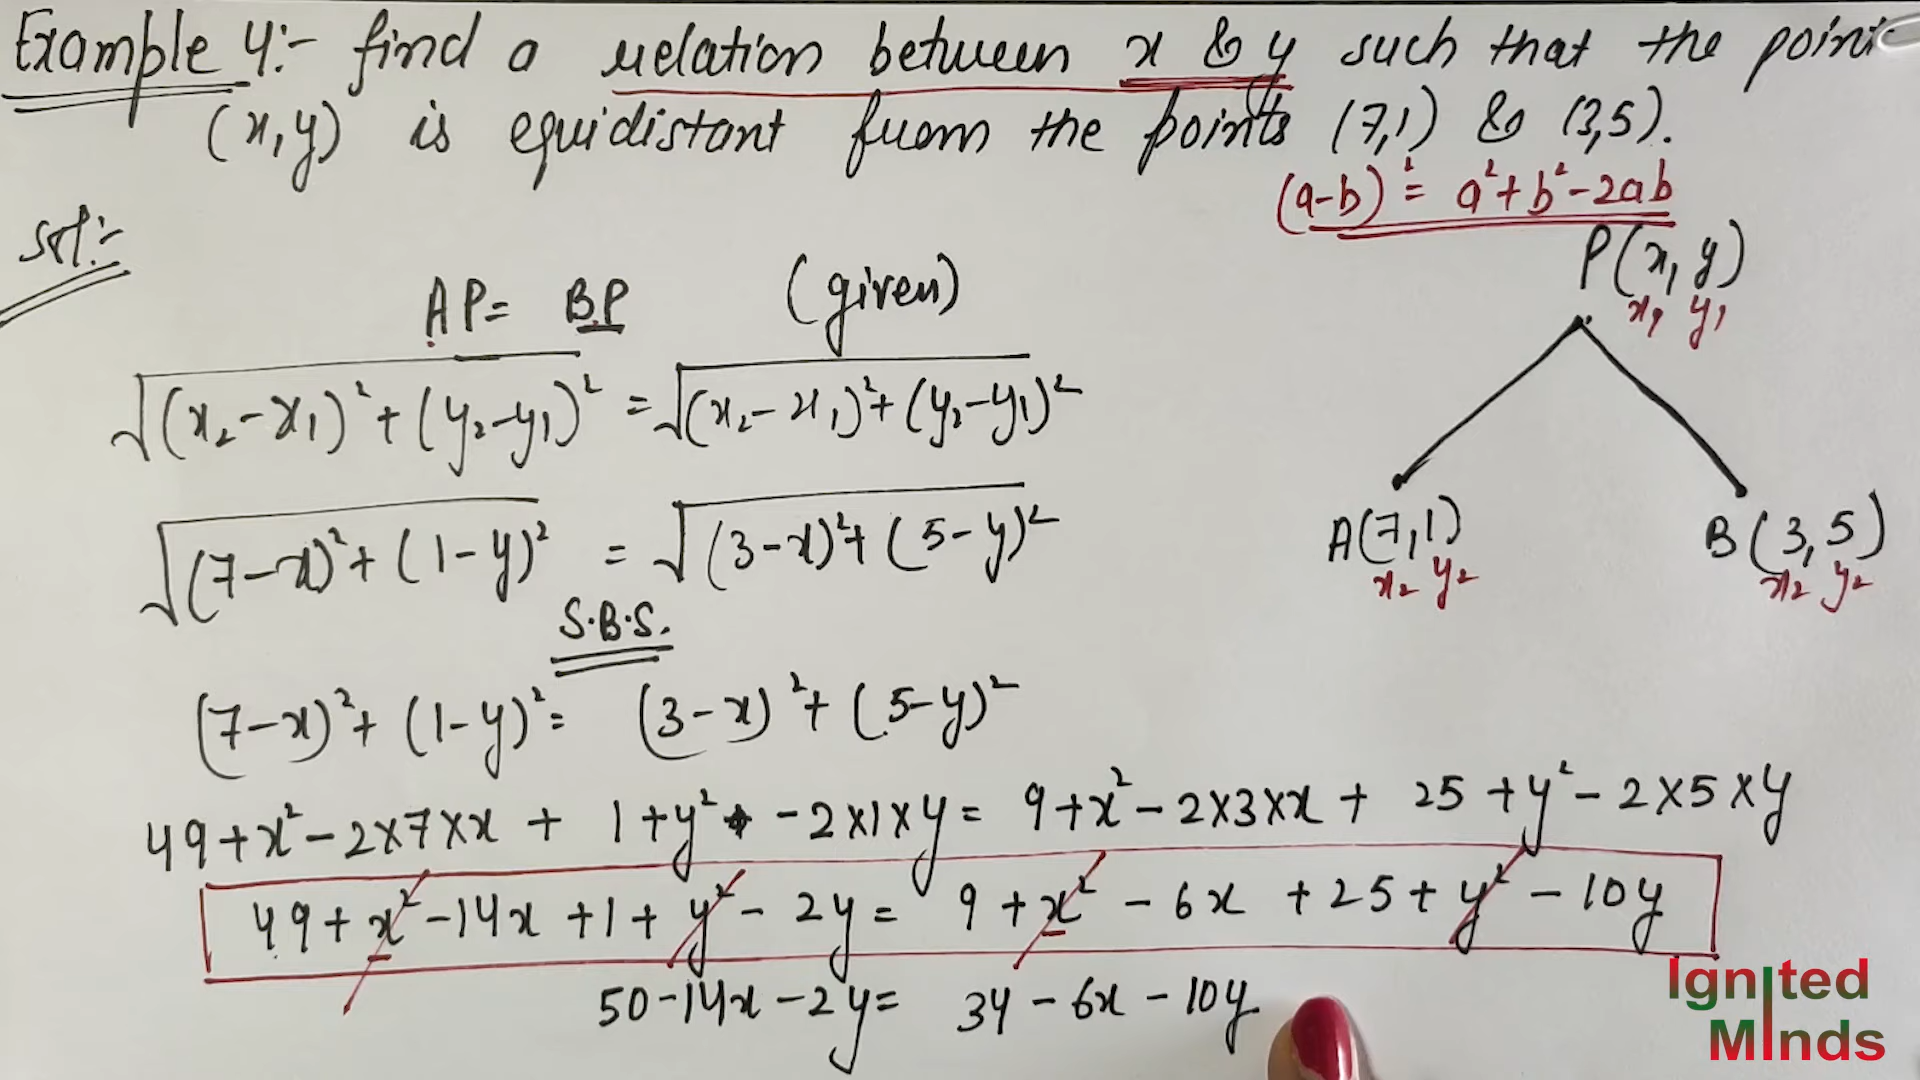 Example 4:- find a relation between x & y such that the point
(x,y) is equidistant from the points (7,1) & (3,5).
(a-b)² = a²+b²-2ab
Sol:-
P(x, y)
x₁ y₁
AP = BP (given)
√(x₂-x₁)²+(y₂-y₁)² = √(x₂-x₁)²+(y₂-y₁)²
A(7,1)
x₂ y₂
B(3,5)
x₂ y₂
√(7-x)²+(1-y)² = √(3-x)²+(5-y)²
S.B.S.
(7-x)²+(1-y)² = (3-x)²+(5-y)²
49+x²-2×7×x + 1+y² -2×1×y = 9+x²-2×3×x + 25+y²-2×5×y
49+x²-14x+1+y²-2y = 9+x²-6x+25+y²-10y
50-14x-2y = 34-6x-10y
Ignited
Minds